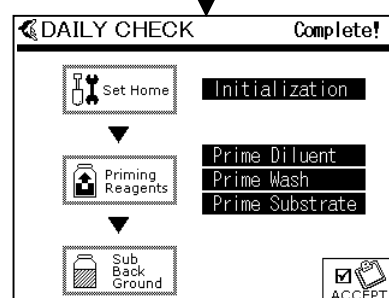 DAILY CHECK Complete!
Set Home Initialization
Prime Diluent
Priming
Reagents
Prime Wash
Prime Substrate
Sub
Back
Ground
ACCEPT